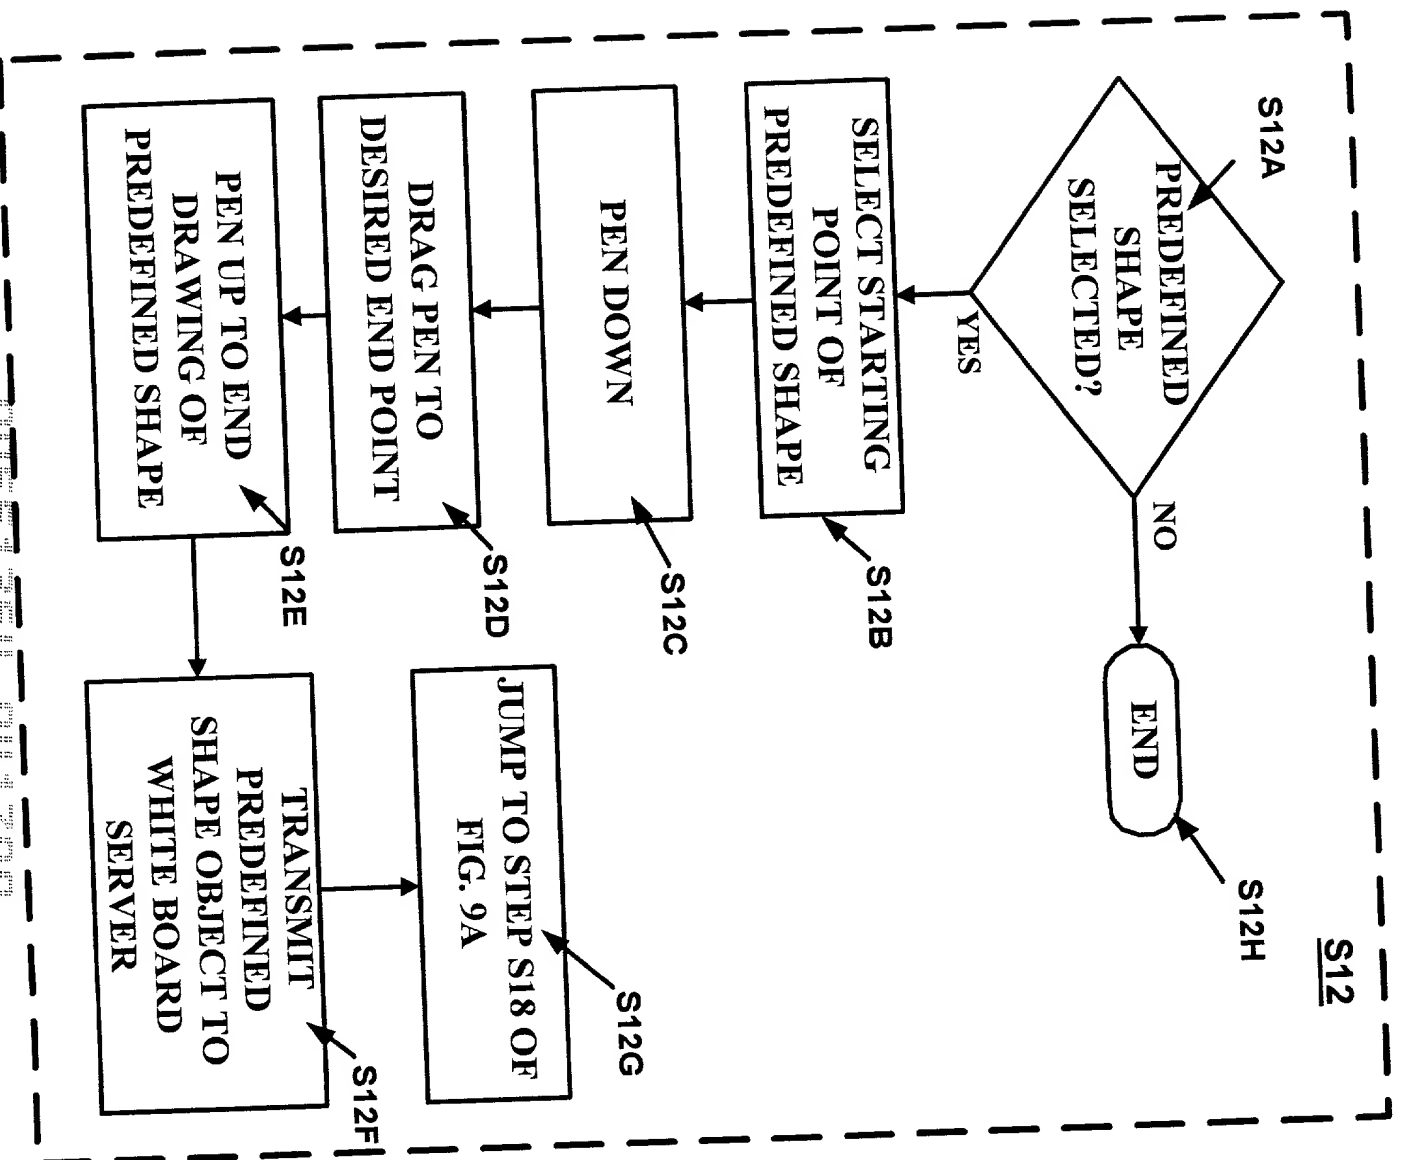 S12
S12A
PREDEFINED
SHAPE
SELECTED?
NO
END
S12H
YES
SELECT STARTING
POINT OF
PREDEFINED SHAPE
S12B
PEN DOWN
S12C
DRAG PEN TO
DESIRED END POINT
S12D
PEN UP TO END
DRAWING OF
PREDEFINED SHAPE
S12E
TRANSMIT
PREDEFINED
SHAPE OBJECT TO
WHITE BOARD
SERVER
S12F
JUMP TO STEP S18 OF
FIG. 9A
S12G